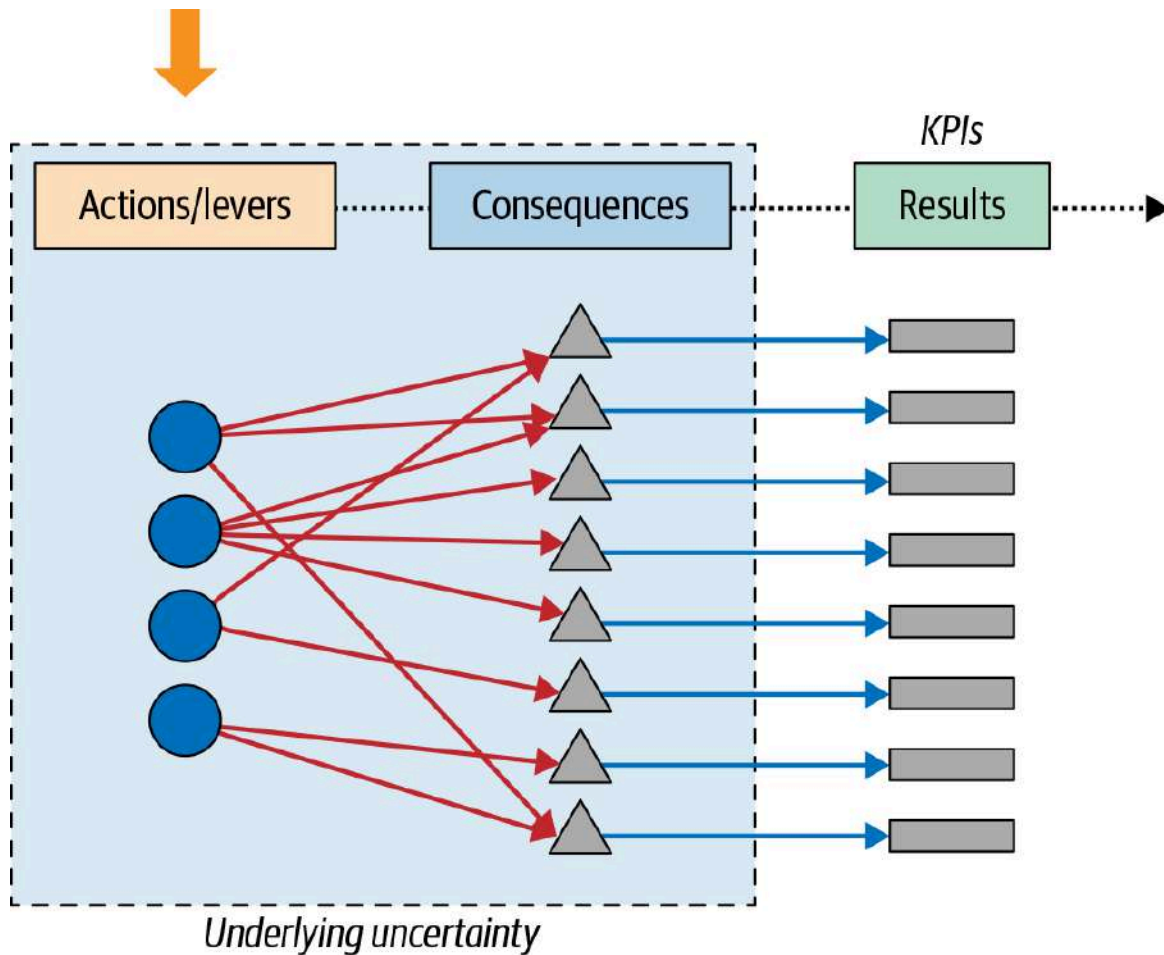 KPIs
Actions/levers
Consequences
Results
Underlying uncertainty